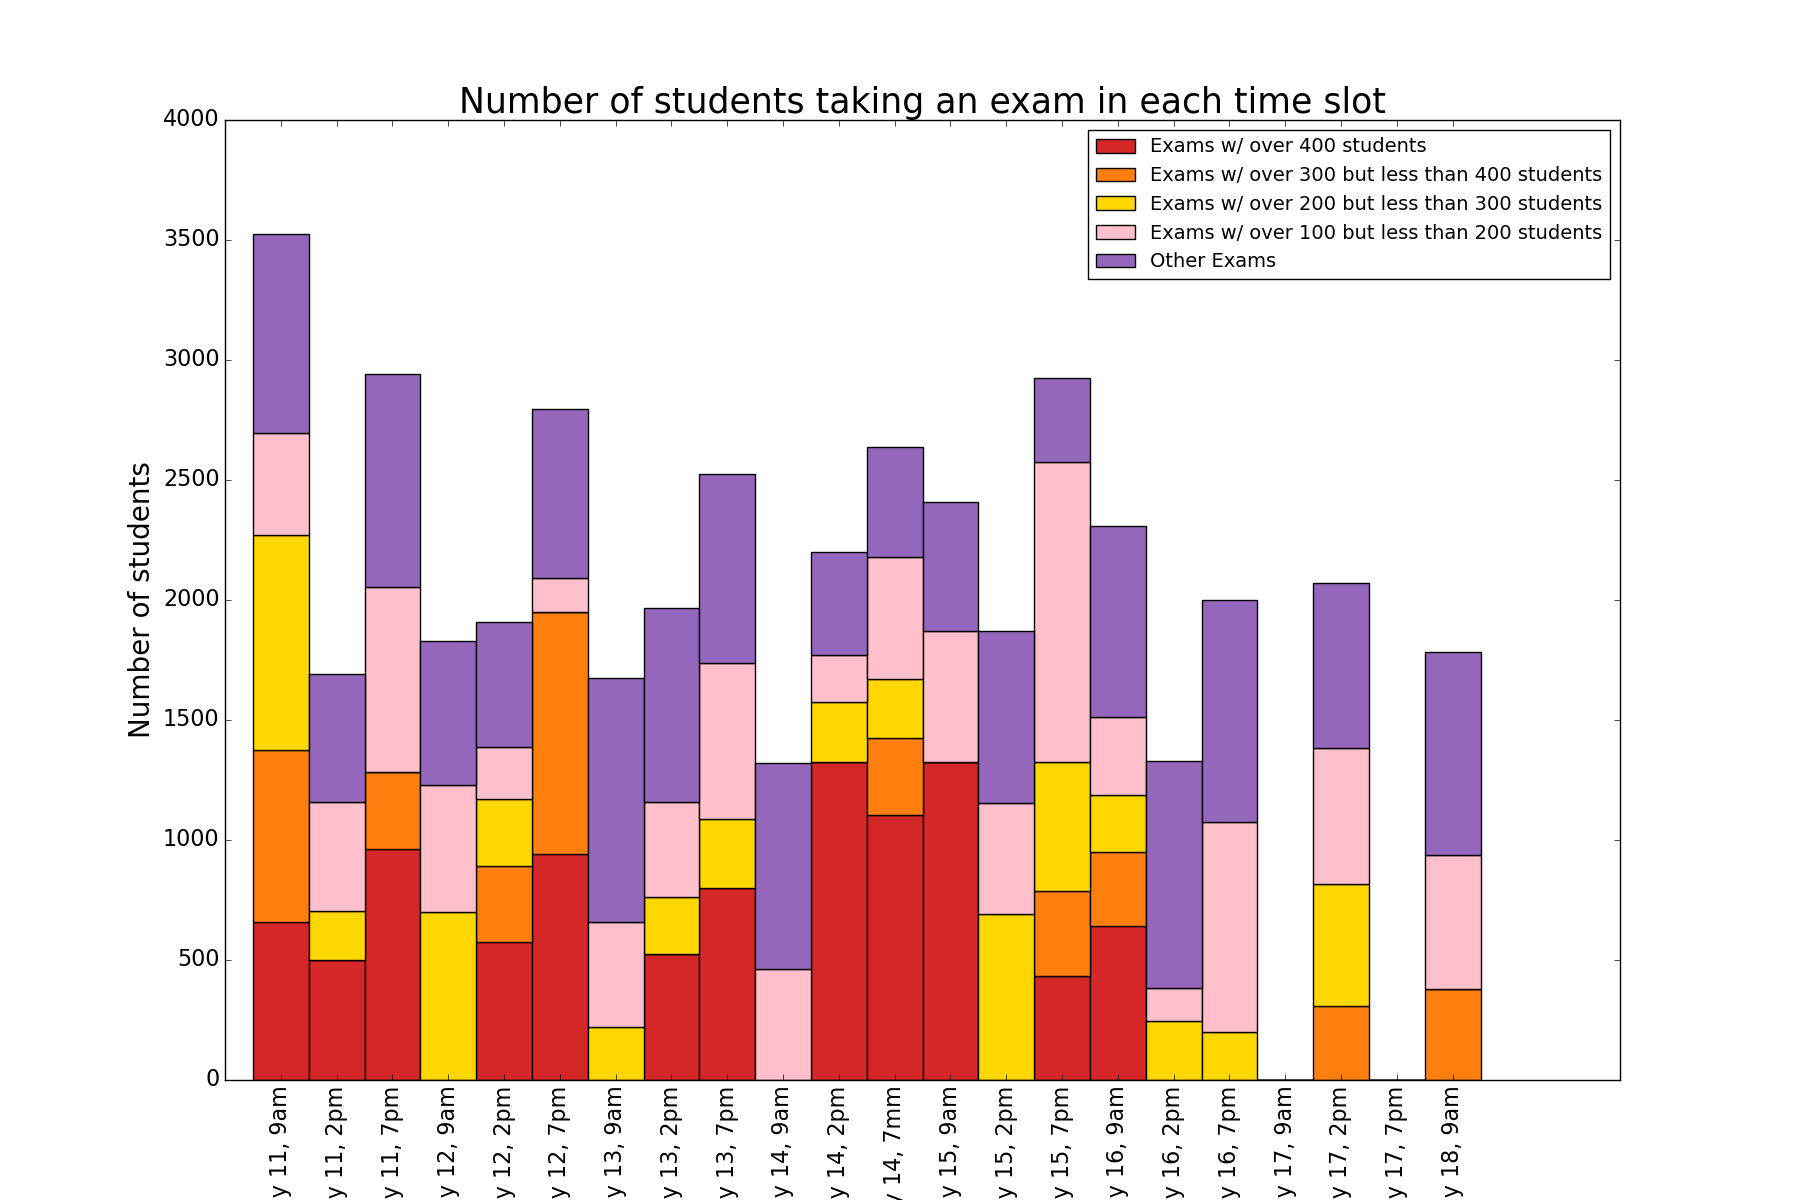 Number of students taking an exam in each time slot
4000
3500
3000
2500
2000
1500
1000
500
0
Number of students
Exams w/ over 400 students
Exams w/ over 300 but less than 400 students
Exams w/ over 200 but less than 300 students
Exams w/ over 100 but less than 200 students
Other Exams
y 11, 9am
y 11, 2pm
y 11, 7pm
y 12, 9am
y 12, 2pm
y 12, 7pm
y 13, 9am
y 13, 2pm
y 13, 7pm
y 14, 9am
y 14, 2pm
y 14, 7mm
y 15, 9am
y 15, 2pm
y 15, 7pm
y 16, 9am
y 16, 2pm
y 16, 7pm
y 17, 9am
y 17, 2pm
y 17, 7pm
y 18, 9am